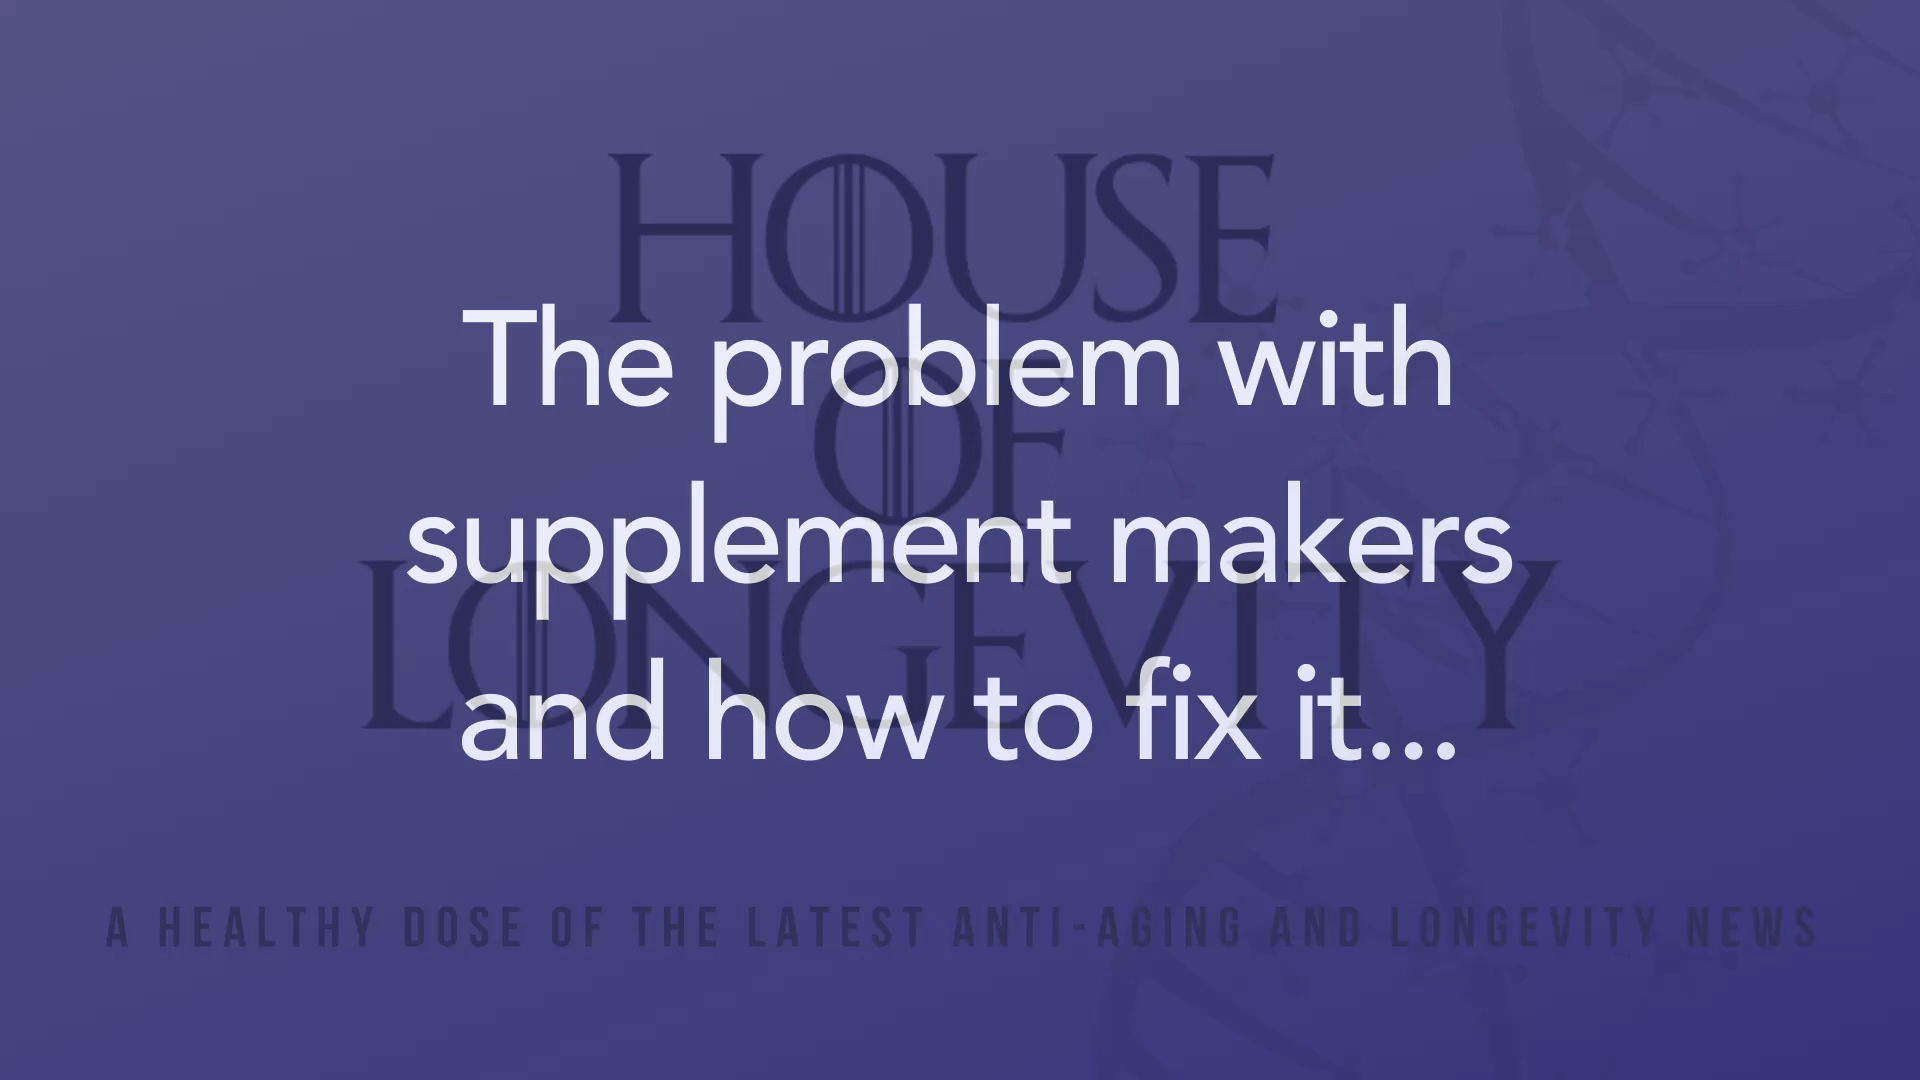 HOUSE
OF
LONGEVITY
The problem with
supplement makers
and how to fix it...
A HEALTHY DOSE OF THE LATEST ANTI-AGING AND LONGEVITY NEWS